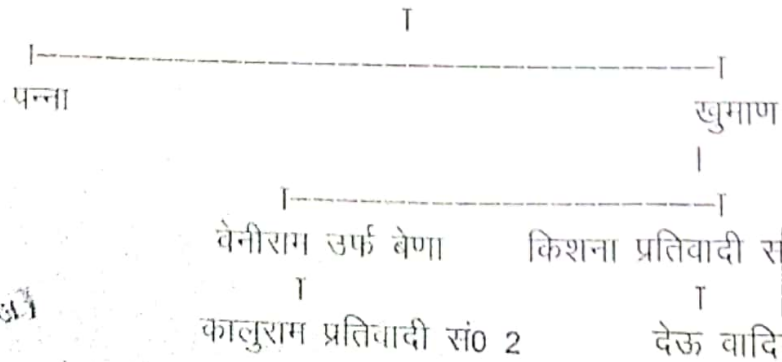 पन्ना
खुमाण
वेनीराम उर्फ बेणा किशना प्रतिवादी
कालुराम प्रतिवादी सं0 2 देऊ